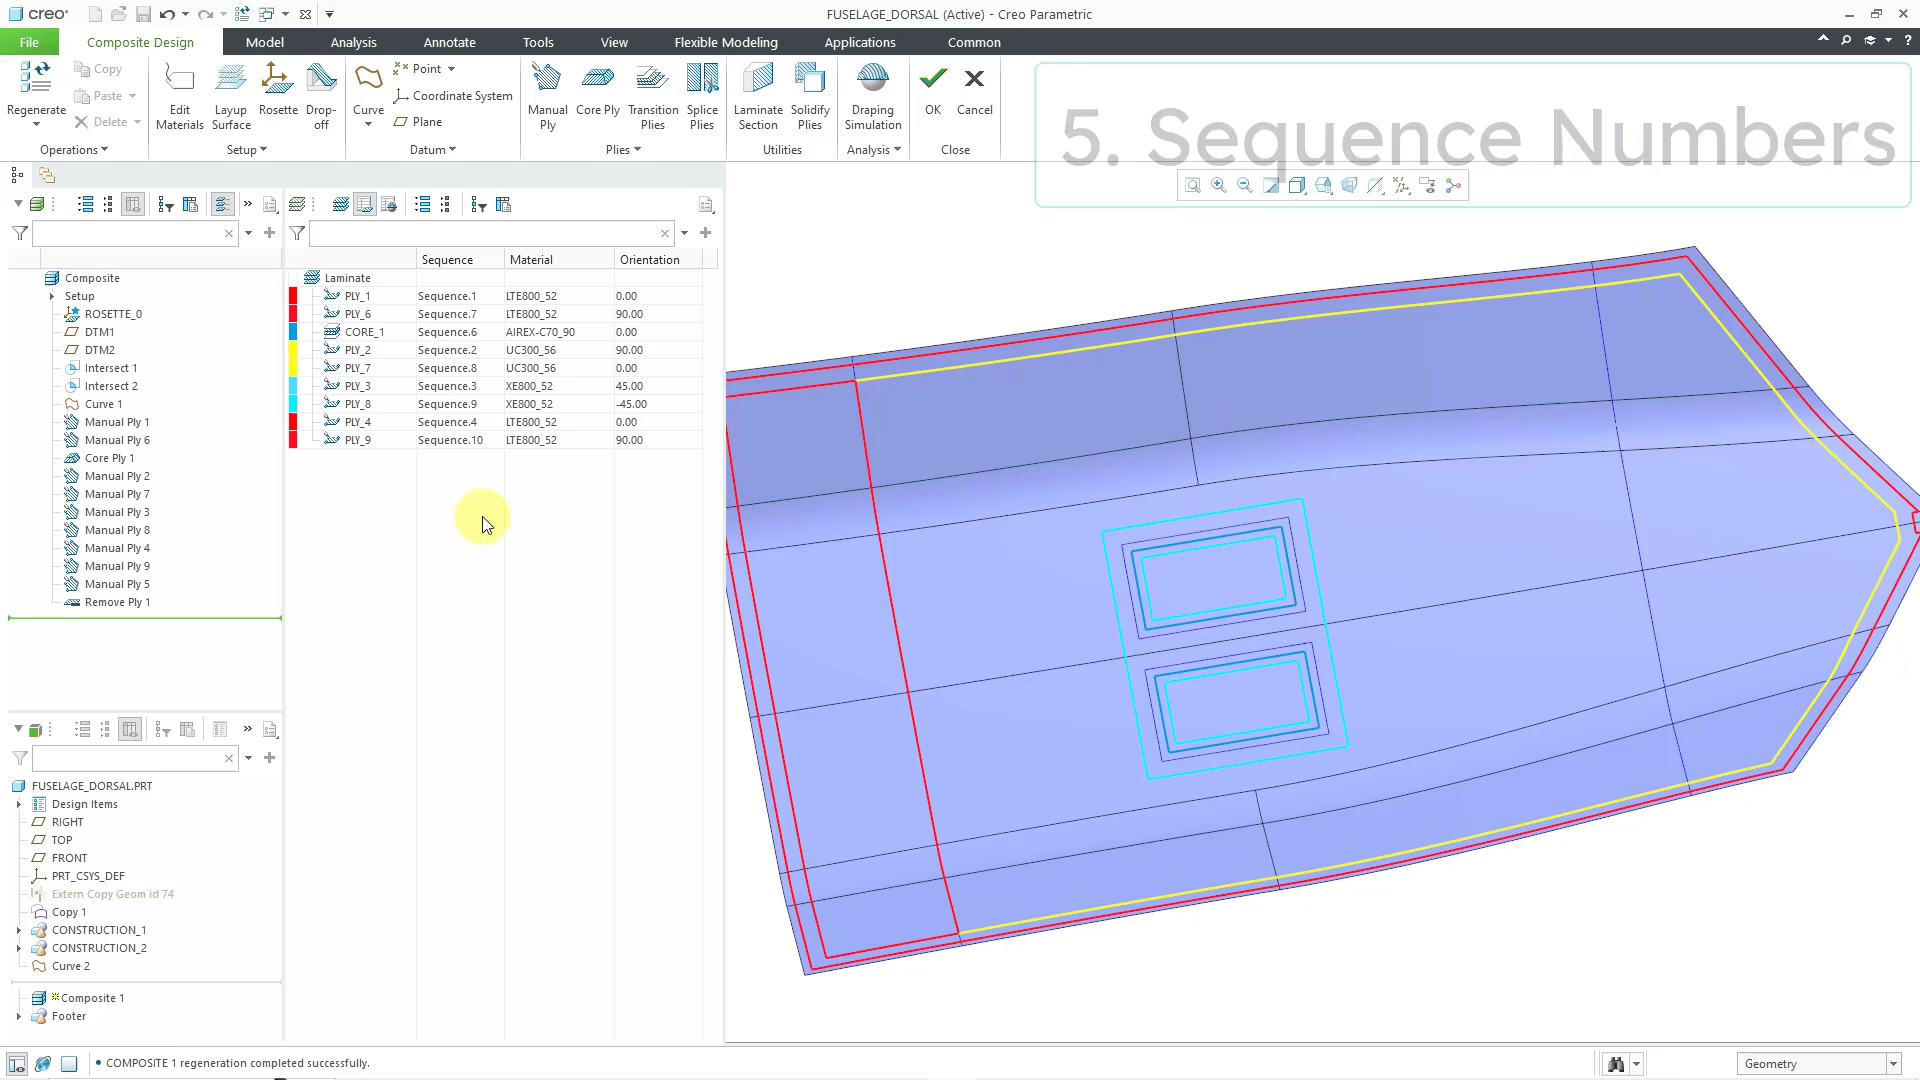 creo
FUSELAGE_DORSAL (Active) - Creo Parametric
File
Composite Design
Model
Analysis
Annotate
Tools
View
Flexible Modeling
Applications
Common
Regenerate
Copy
Paste
Delete
Operations
Edit Materials
Layup Surface
Rosette
Drop-off
Setup
Curve
Point
Coordinate System
Plane
Datum
Manual Ply
Core Ply
Transition Plies
Splice Plies
Plies
Laminate Section
Solidify Plies
Utilities
Draping Simulation
Analysis
OK
Cancel
Close
5. Sequence Numbers
Composite
Setup
ROSETTE_0
DTM1
DTM2
Intersect 1
Intersect 2
Curve 1
Manual Ply 1
Manual Ply 6
Core Ply 1
Manual Ply 2
Manual Ply 7
Manual Ply 3
Manual Ply 8
Manual Ply 4
Manual Ply 9
Manual Ply 5
Remove Ply 1
Sequence Material Orientation
Laminate
PLY_1 Sequence.1 LTE800_52 0.00
PLY_6 Sequence.7 LTE800_52 90.00
CORE_1 Sequence.6 AIREX-C70_90 0.00
PLY_2 Sequence.2 UC300_56 90.00
PLY_7 Sequence.8 UC300_56 0.00
PLY_3 Sequence.3 XE800_52 45.00
PLY_8 Sequence.9 XE800_52 -45.00
PLY_4 Sequence.4 LTE800_52 0.00
PLY_9 Sequence.10 LTE800_52 90.00
FUSELAGE_DORSAL.PRT
Design Items
RIGHT
TOP
FRONT
PRT_CSYS_DEF
Extern Copy Geom id 74
Copy 1
CONSTRUCTION_1
CONSTRUCTION_2
Curve 2
Composite 1
Footer
COMPOSITE 1 regeneration completed successfully.
Geometry